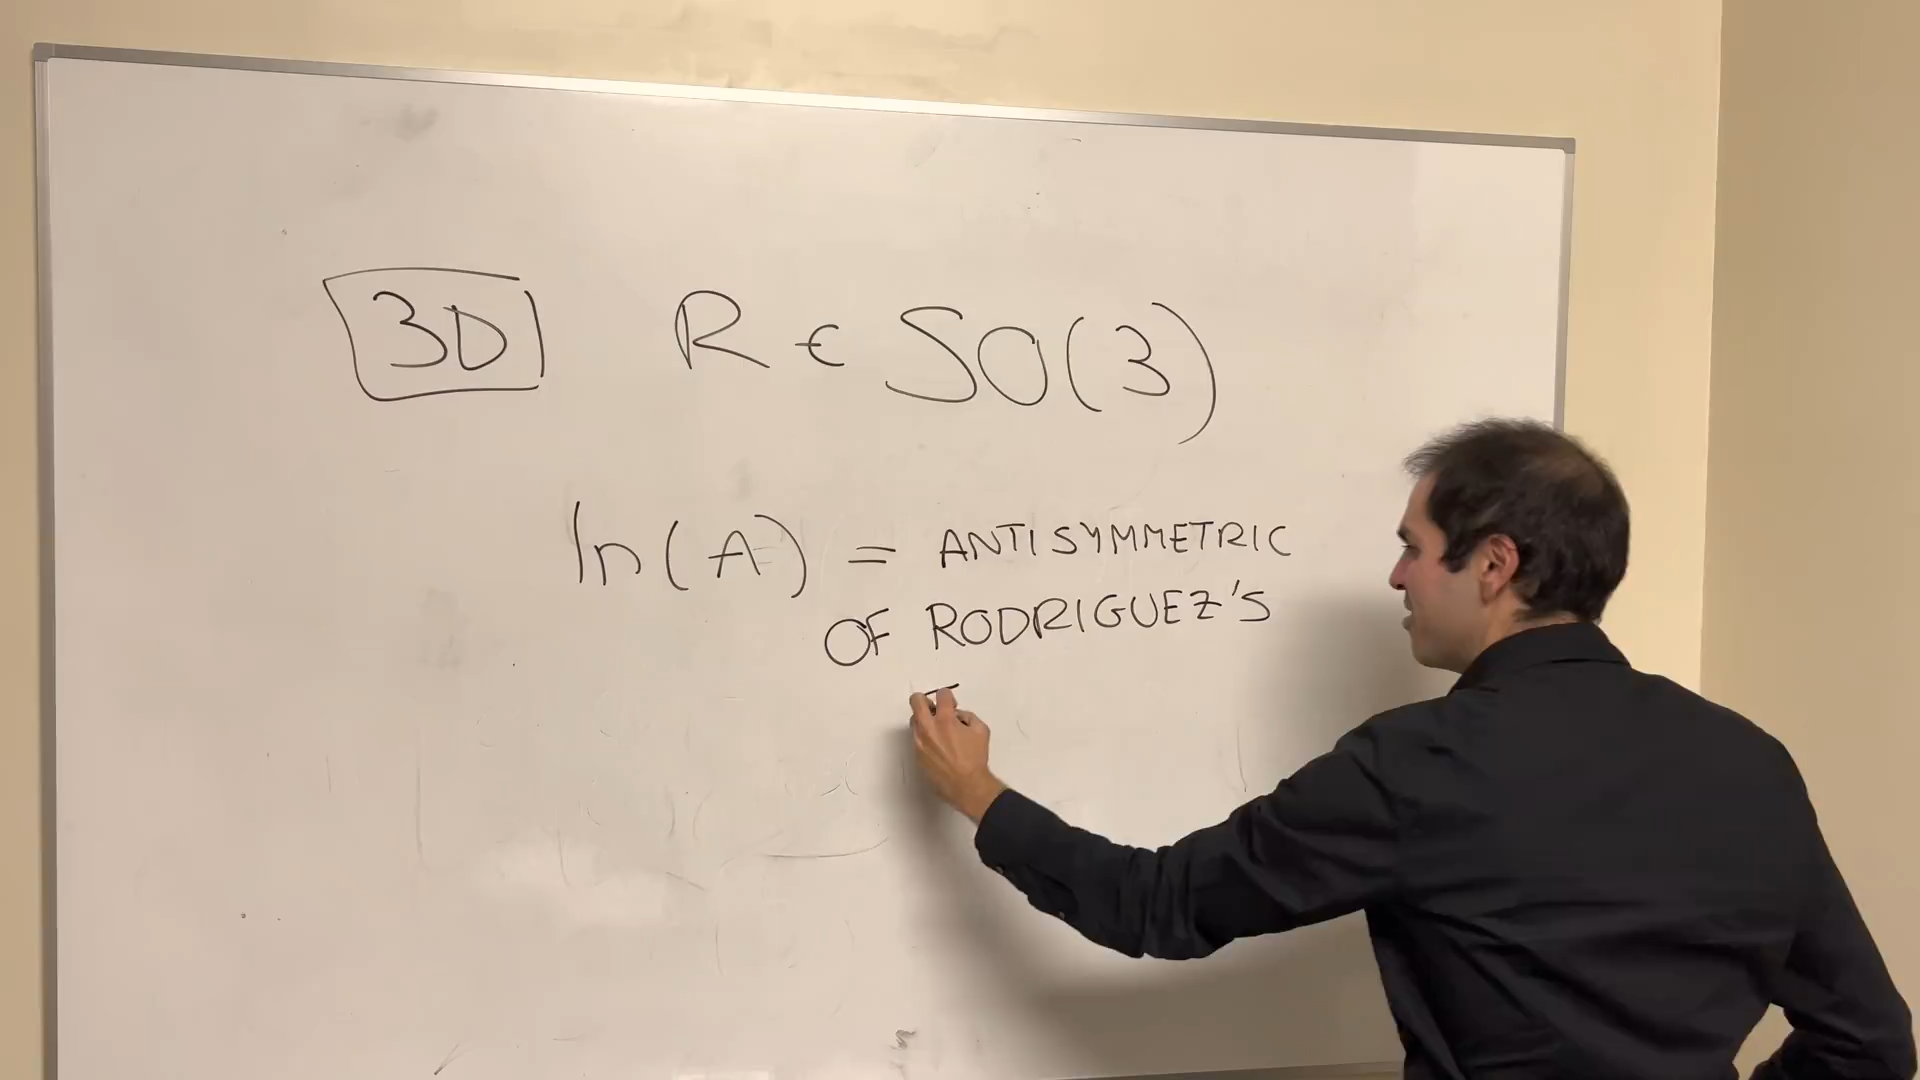 3D R ∈ SO(3)
ln(A) = ANTISYMMETRIC
OF RODRIGUEZ'S